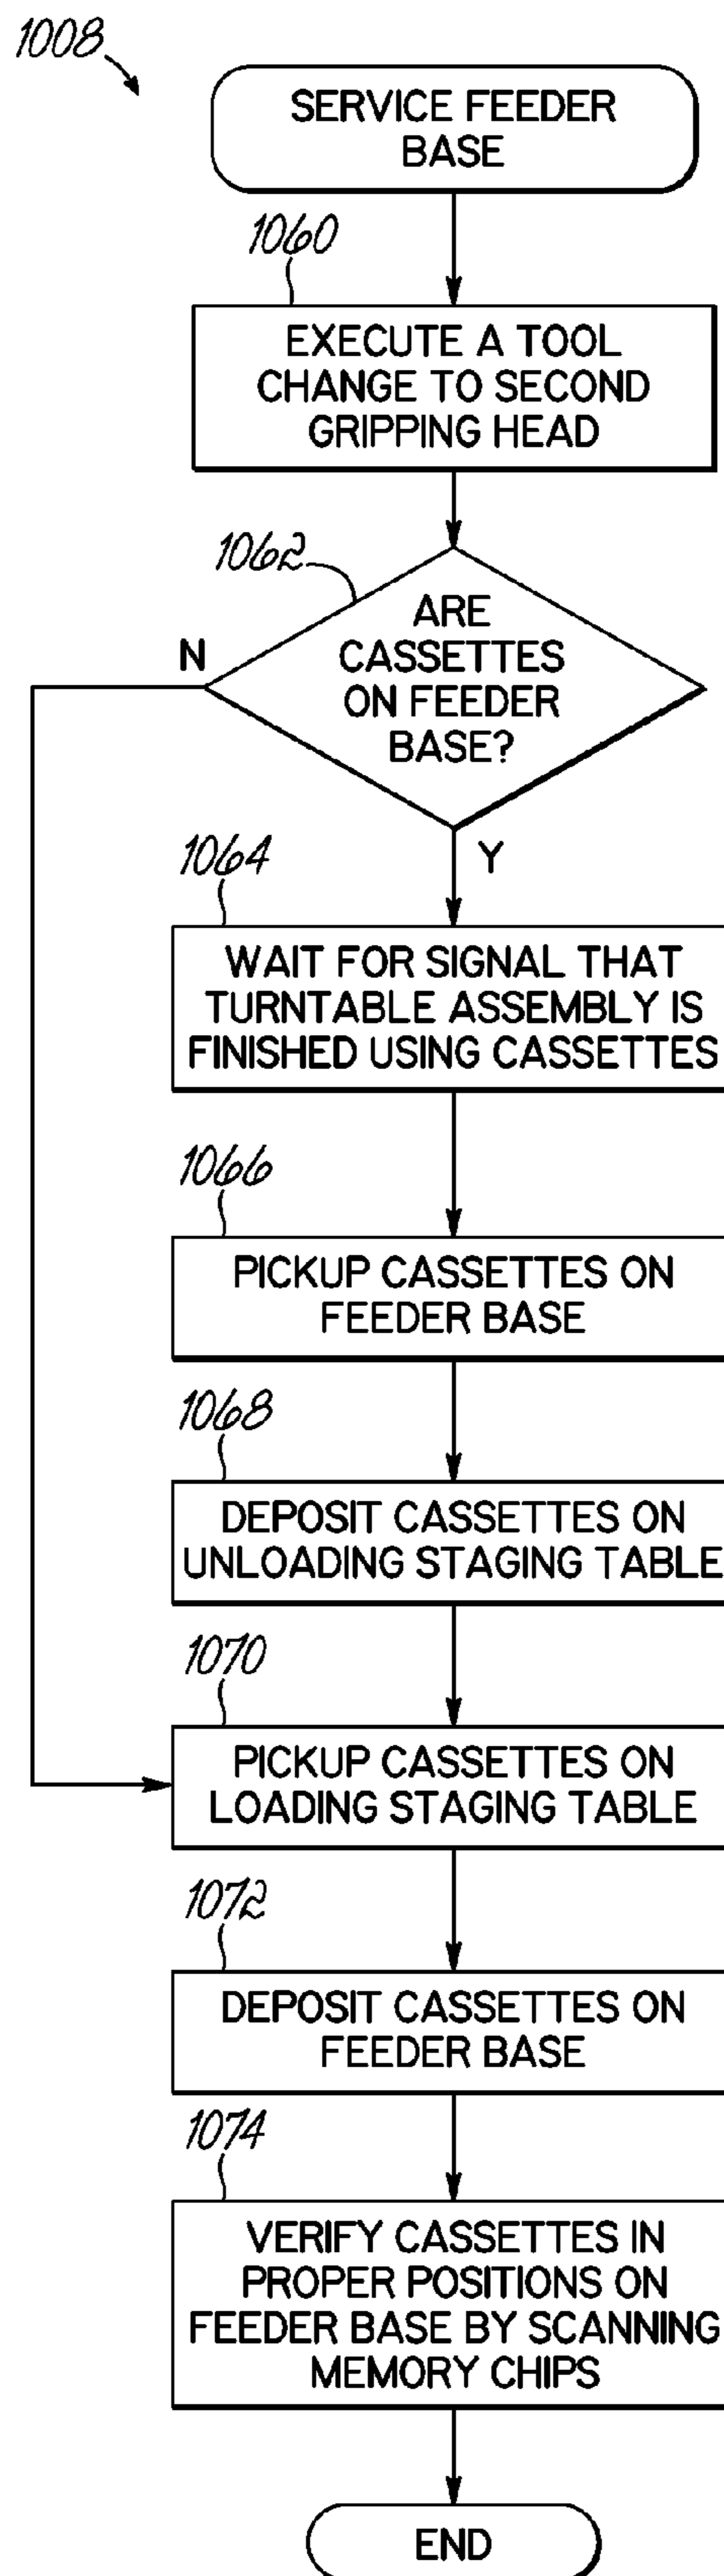 1008
SERVICE FEEDER
BASE
1060
EXECUTE A TOOL
CHANGE TO SECOND
GRIPPING HEAD
1062
ARE
CASSETTES
ON FEEDER
BASE?
N
Y
1064
WAIT FOR SIGNAL THAT
TURNTABLE ASSEMBLY IS
FINISHED USING CASSETTES
1066
PICKUP CASSETTES ON
FEEDER BASE
1068
DEPOSIT CASSETTES ON
UNLOADING STAGING TABLE
1070
PICKUP CASSETTES ON
LOADING STAGING TABLE
1072
DEPOSIT CASSETTES ON
FEEDER BASE
1074
VERIFY CASSETTES IN
PROPER POSITIONS ON
FEEDER BASE BY SCANNING
MEMORY CHIPS
END